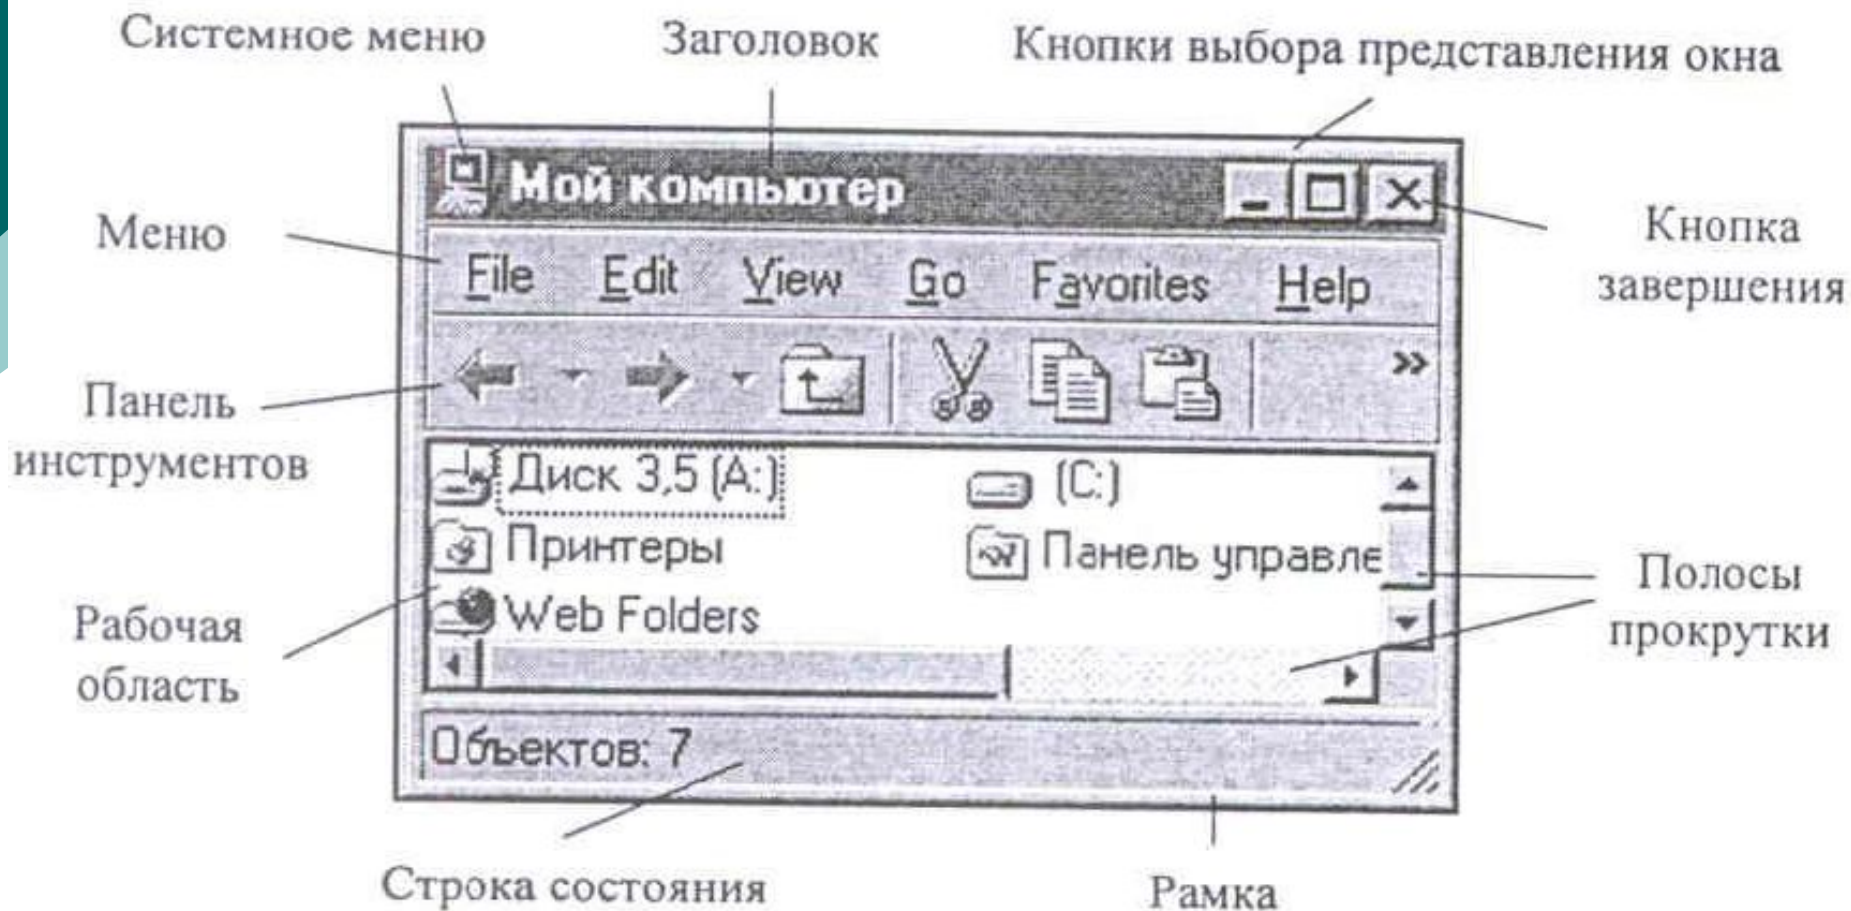 Системное меню
Заголовок
Кнопки выбора представления окна
Мой компьютер
Меню
Кнопка
завершения
File Edit View Go Favorites Help
Панель
инструментов
Диск 3,5 (A:)
(C:)
Принтеры
Панель управле
Web Folders
Полосы
прокрутки
Рабочая
область
Объектов: 7
Строка состояния
Рамка